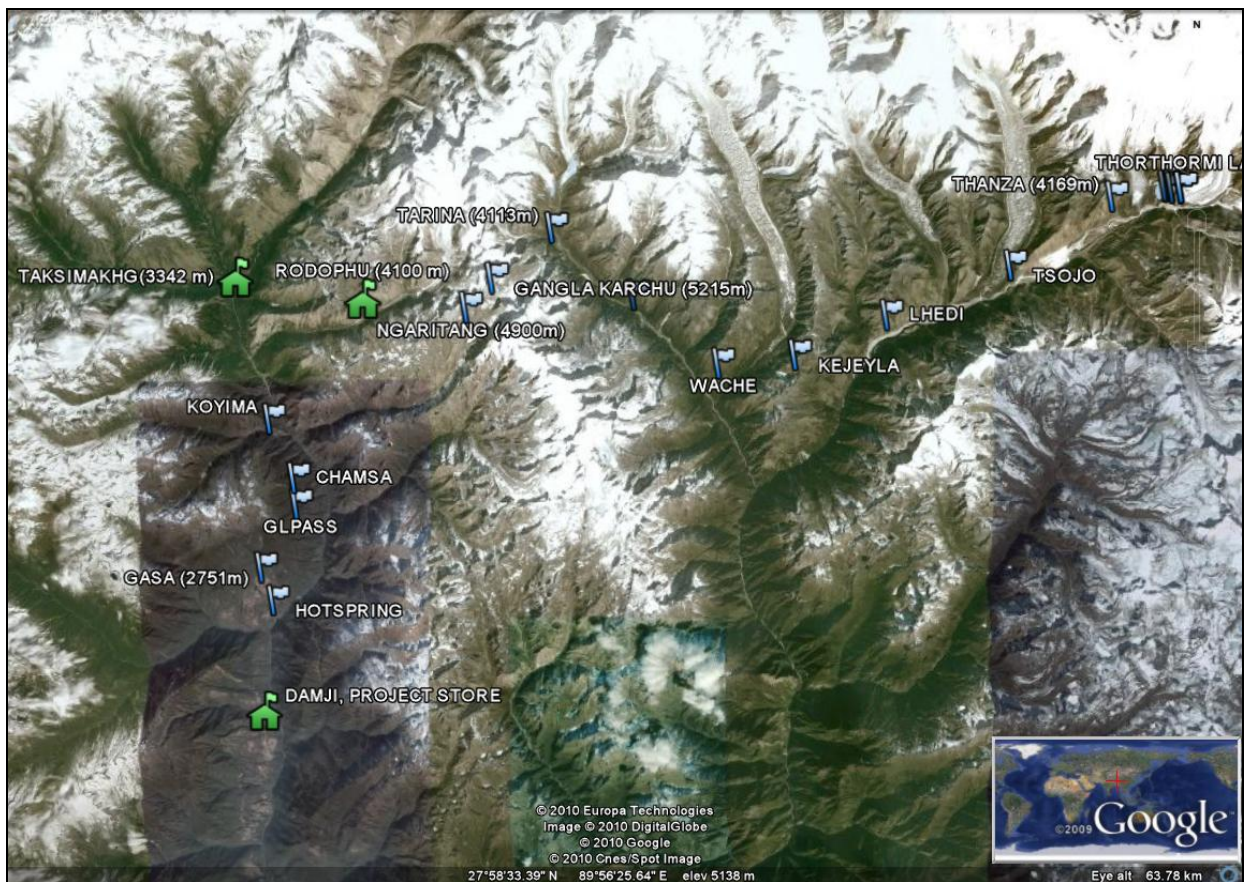 N
THORTHORMI LA
THANZA (4169m)
TARINA (4113m)
TAKSIMAKHG(3342 m)
RODOPHU (4100 m)
GANGLA KARCHU (5215m)
TSOJO
NGARITANG (4900m)
LHEDI
KEJEYLA
WACHE
KOYIMA
CHAMSA
GLPASS
GASA (2751m)
HOTSPRING
DAMJI, PROJECT STORE
© 2010 Europa Technologies
Image © 2010 DigitalGlobe
© 2010 Google
© 2010 Cnes/Spot Image
©2009 Google
27°58'33.39" N 89°56'25.64" E elev 5138 m
Eye alt 63.78 km